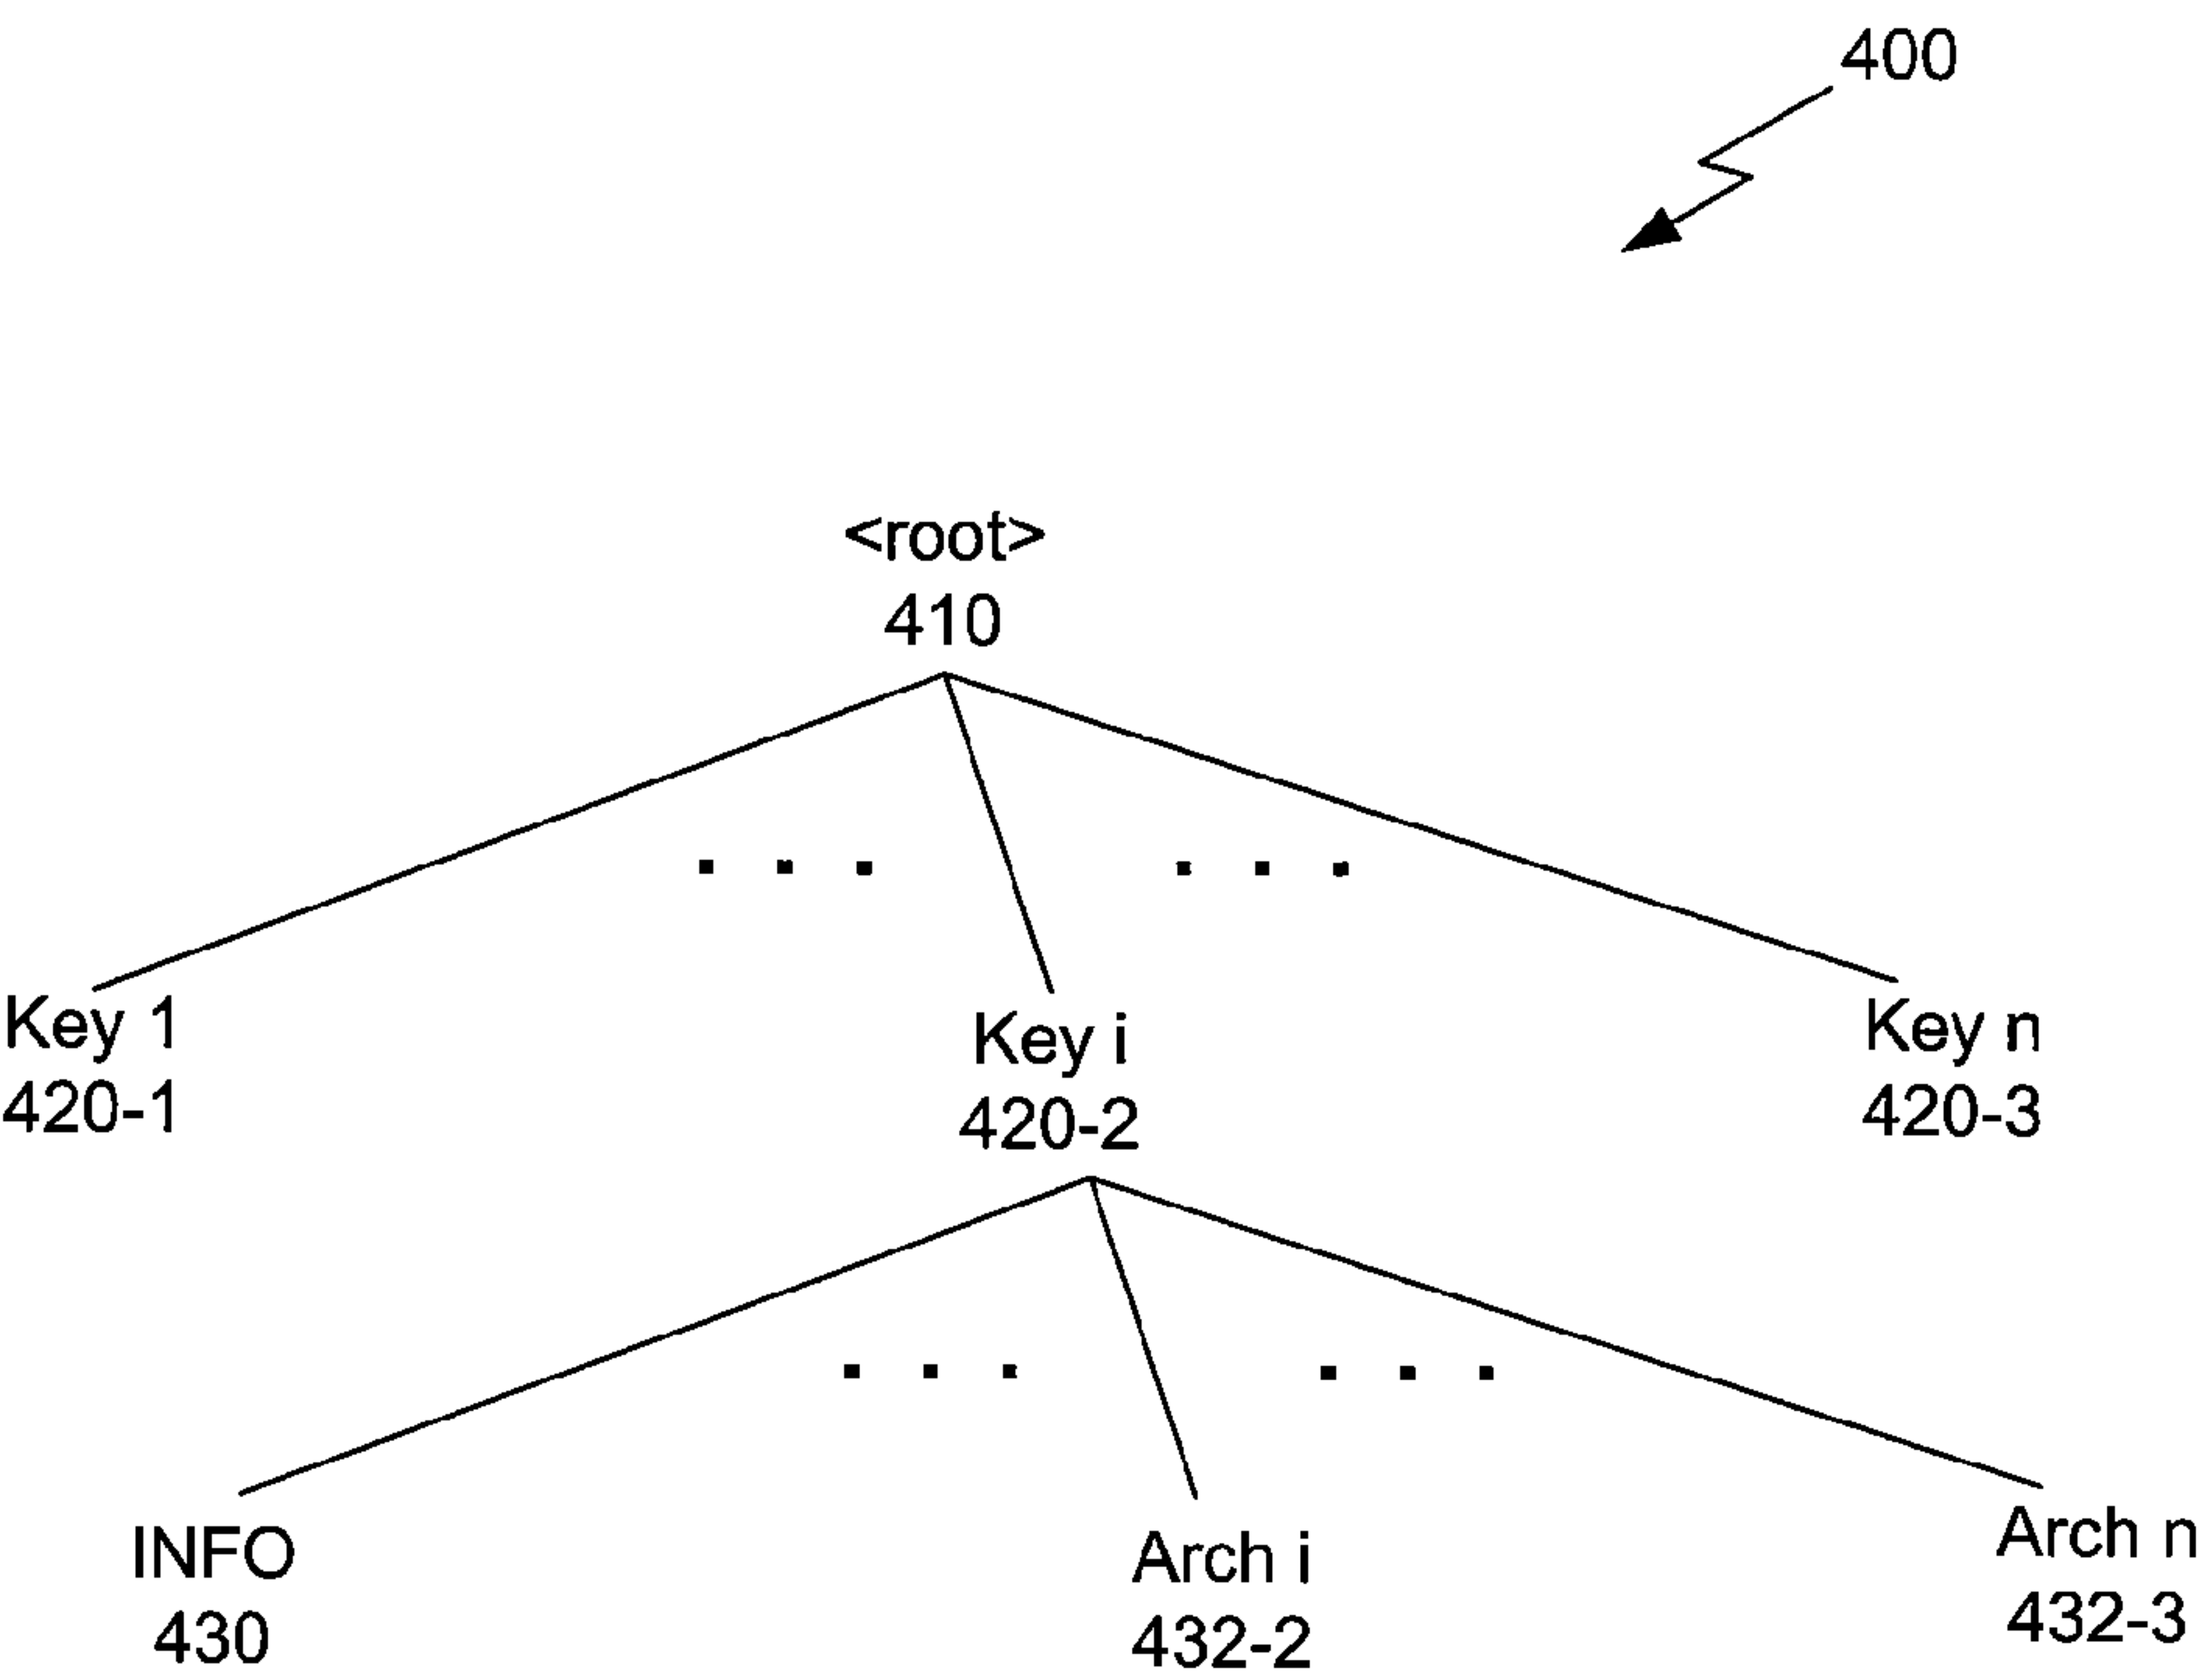 400
<root>
410
Key 1
420-1
Key i
420-2
Key n
420-3
INFO
430
Arch i
432-2
Arch n
432-3